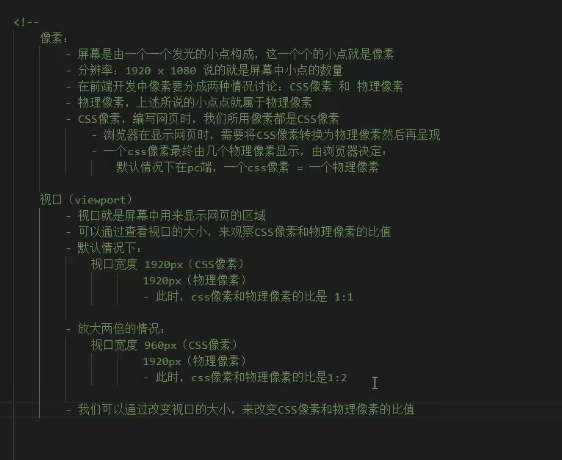 <!--
像素：
- 屏幕是由一个一个发光的小点构成，这一个个的小点就是像素
- 分辨率：1920 x 1080 说的就是屏幕中小点的数量
- 在前端开发中像素要分成两种情况讨论：CSS像素 和 物理像素
- 物理像素，上述所说的小点点就属于物理像素
- CSS像素，编写网页时，我们所用像素都是CSS像素
- 浏览器在显示网页时，需要将CSS像素转换为物理像素然后再呈现
- 一个css像素最终由几个物理像素显示，由浏览器决定：
默认情况下在pc端，一个css像素 = 一个物理像素
视口（viewport）
- 视口就是屏幕中用来显示网页的区域
- 可以通过查看视口的大小，来观察CSS像素和物理像素的比值
- 默认情况下：
视口宽度 1920px（CSS像素）
1920px（物理像素）
- 此时，css像素和物理像素的比是 1:1
- 放大两倍的情况：
视口宽度 960px（CSS像素）
1920px（物理像素）
- 此时，css像素和物理像素的比是1:2
- 我们可以通过改变视口的大小，来改变CSS像素和物理像素的比值